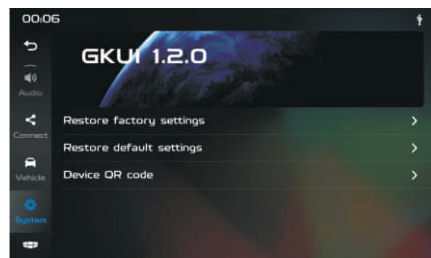 00:06
GKUI 1.2.0
Audio
Restore factory settings
Connect
Restore default settings
Vehicle
Device QR code
System